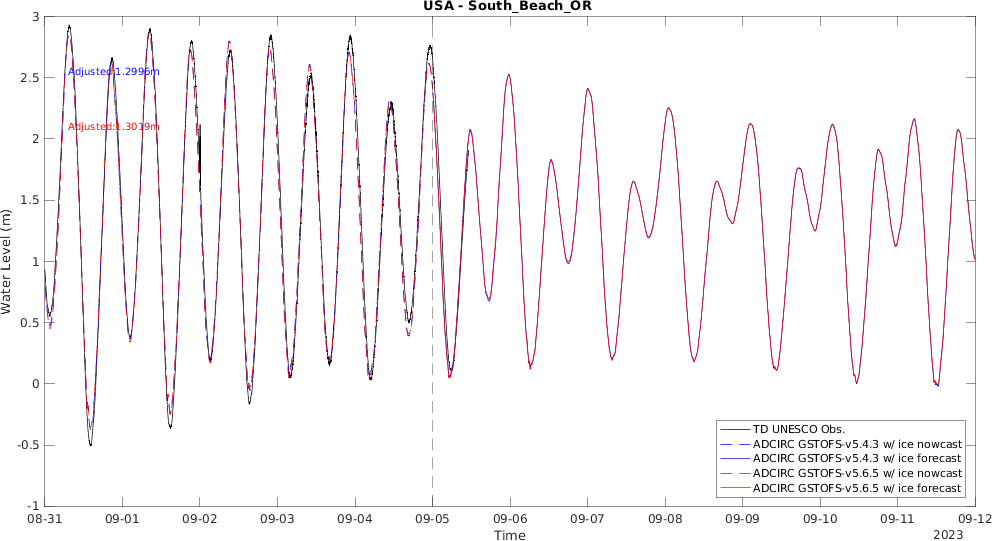 USA - South_Beach_OR
3
2.5
2
1.5
1
0.5
0
-0.5
-1
Water Level (m)
Adjusted:1.2996m
Adjusted:1.3019m
TD UNESCO Obs.
ADCIRC GSTOFS-v5.4.3 w/ ice nowcast
ADCIRC GSTOFS-v5.4.3 w/ ice forecast
ADCIRC GSTOFS-v5.6.5 w/ ice nowcast
ADCIRC GSTOFS-v5.6.5 w/ ice forecast
08-31 09-01 09-02 09-03 09-04 09-05 09-06 09-07 09-08 09-09 09-10 09-11 09-12
Time
2023